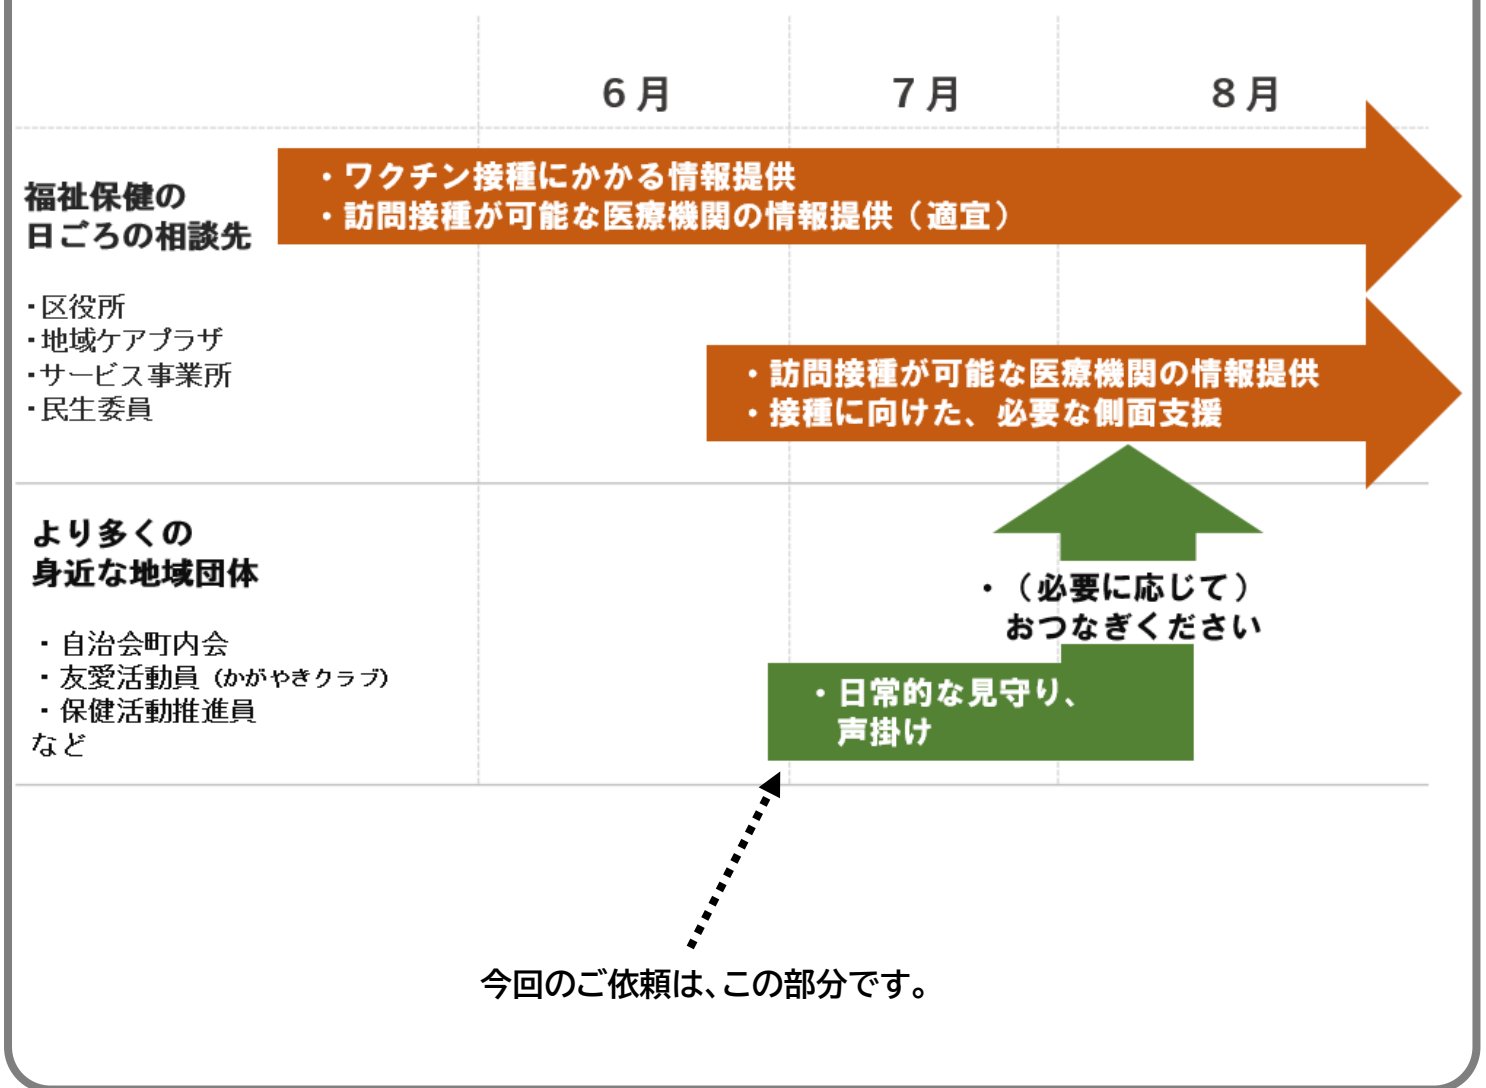 6月 7月 8月
福祉保健の
日ごろの相談先
・区役所
・地域ケアプラザ
・サービス事業所
・民生委員
・ワクチン接種にかかる情報提供
・訪問接種が可能な医療機関の情報提供（適宜）
・訪問接種が可能な医療機関の情報提供
・接種に向けた、必要な側面支援
より多くの
身近な地域団体
・自治会町内会
・友愛活動員（かがやきクラブ）
・保健活動推進員
など
・（必要に応じて）
おつなぎください
・日常的な見守り、
声掛け
今回のご依頼は、この部分です。